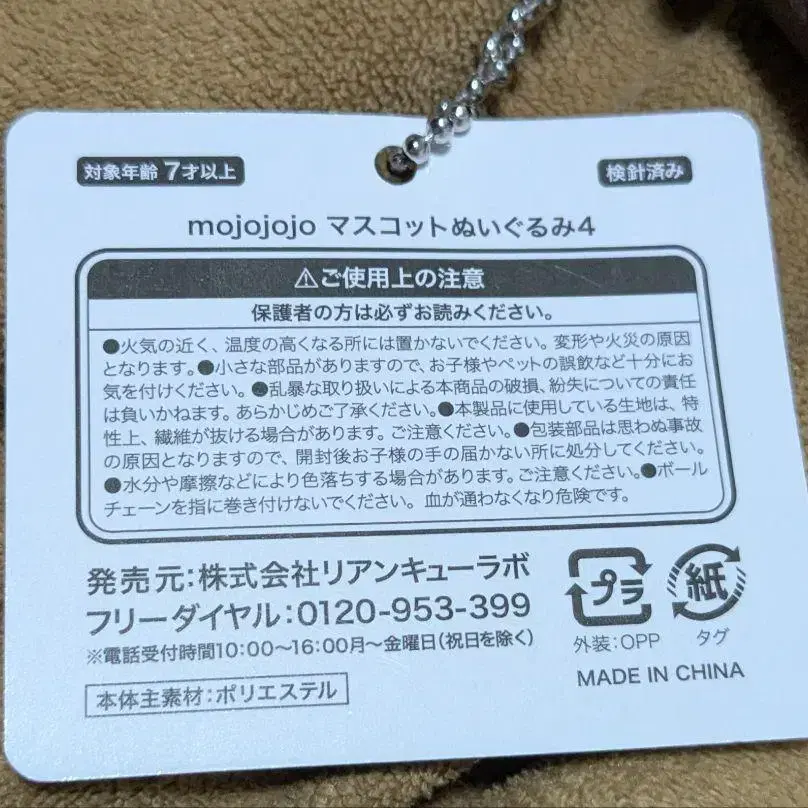 対象年齢7才以上
検針済み
mojojojo マスコットぬいぐるみ4
⚠ご使用上の注意
保護者の方は必ずお読みください。
●火気の近く、温度の高くなる所には置かないでください。変形や火災の原因
となります。●小さな部品がありますので、お子様やペットの誤飲など十分にお
気を付けください。●乱暴な取り扱いによる本商品の破損、紛失についての責任
は負いかねます。あらかじめご了承ください。●本製品に使用している生地は、特
性上、繊維が抜ける場合があります。ご注意ください。●包装部品は思わぬ事故
の原因となりますので、開封後お子様の手の届かない所に処分してください。
●水分や摩擦などにより色落ちする場合があります。ご注意ください。●ボール
チェーンを指に巻き付けないでください。血が通わなくなり危険です。
発売元:株式会社リアンキューラボ
フリーダイヤル:0120-953-399
※電話受付時間10:00〜16:00月〜金曜日(祝日を除く)
本体主素材:ポリエステル
プラ
紙
外装:OPP
タグ
MADE IN CHINA